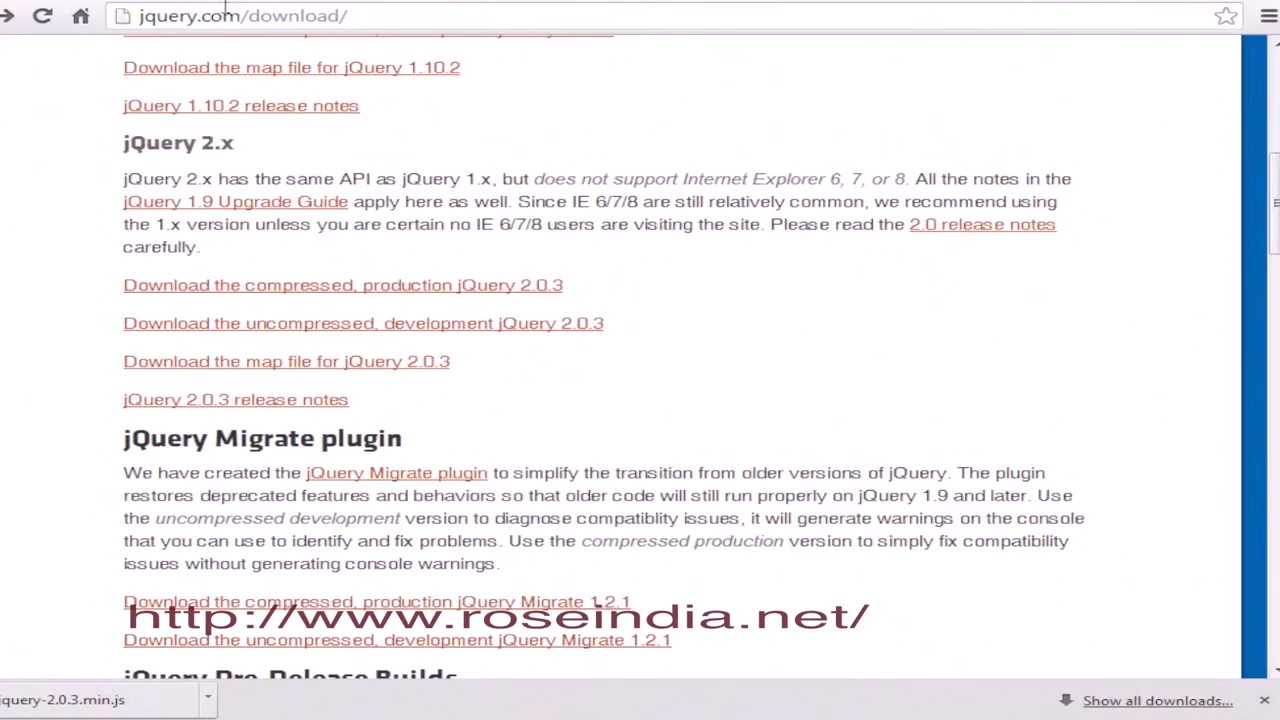 jquery.com/download/
Download the map file for jQuery 1.10.2
jQuery 1.10.2 release notes
jQuery 2.x
jQuery 2.x has the same API as jQuery 1.x, but does not support Internet Explorer 6, 7, or 8. All the notes in the
jQuery 1.9 Upgrade Guide apply here as well. Since IE 6/7/8 are still relatively common, we recommend using
the 1.x version unless you are certain no IE 6/7/8 users are visiting the site. Please read the 2.0 release notes
carefully.
Download the compressed, production jQuery 2.0.3
Download the uncompressed, development jQuery 2.0.3
Download the map file for jQuery 2.0.3
jQuery 2.0.3 release notes
jQuery Migrate plugin
We have created the jQuery Migrate plugin to simplify the transition from older versions of jQuery. The plugin
restores deprecated features and behaviors so that older code will still run properly on jQuery 1.9 and later. Use
the uncompressed development version to diagnose compatiblity issues, it will generate warnings on the console
that you can use to identify and fix problems. Use the compressed production version to simply fix compatibility
issues without generating console warnings.
Download the compressed, production jQuery Migrate 1.2.1
http://www.roseindia.net/
Download the uncompressed, development jQuery Migrate 1.2.1
jQuery Pre-Release Builds
jquery-2.0.3.min.js
Show all downloads...